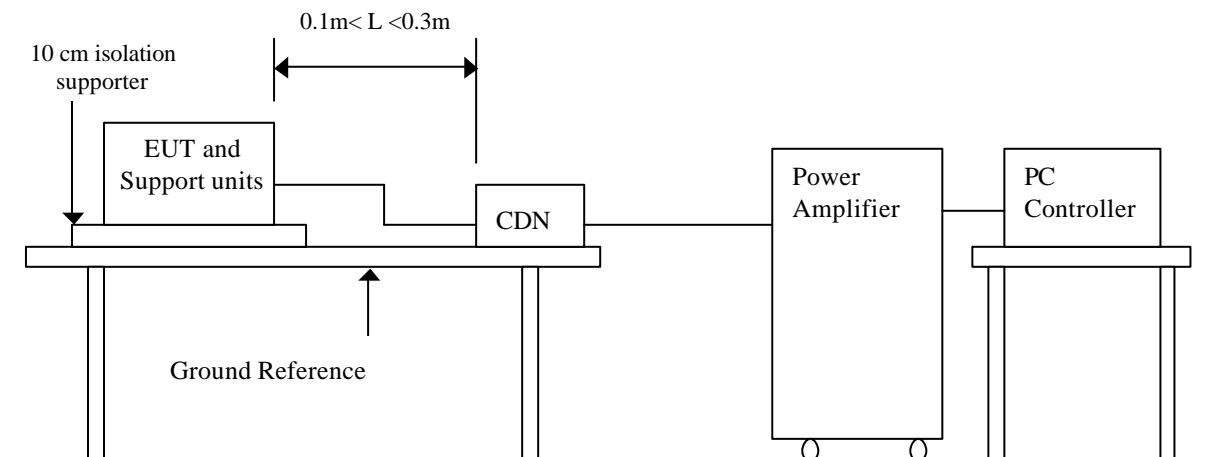 0.1m< L <0.3m
10 cm isolation
supporter
EUT and
Support units
CDN
Power
Amplifier
PC
Controller
Ground Reference